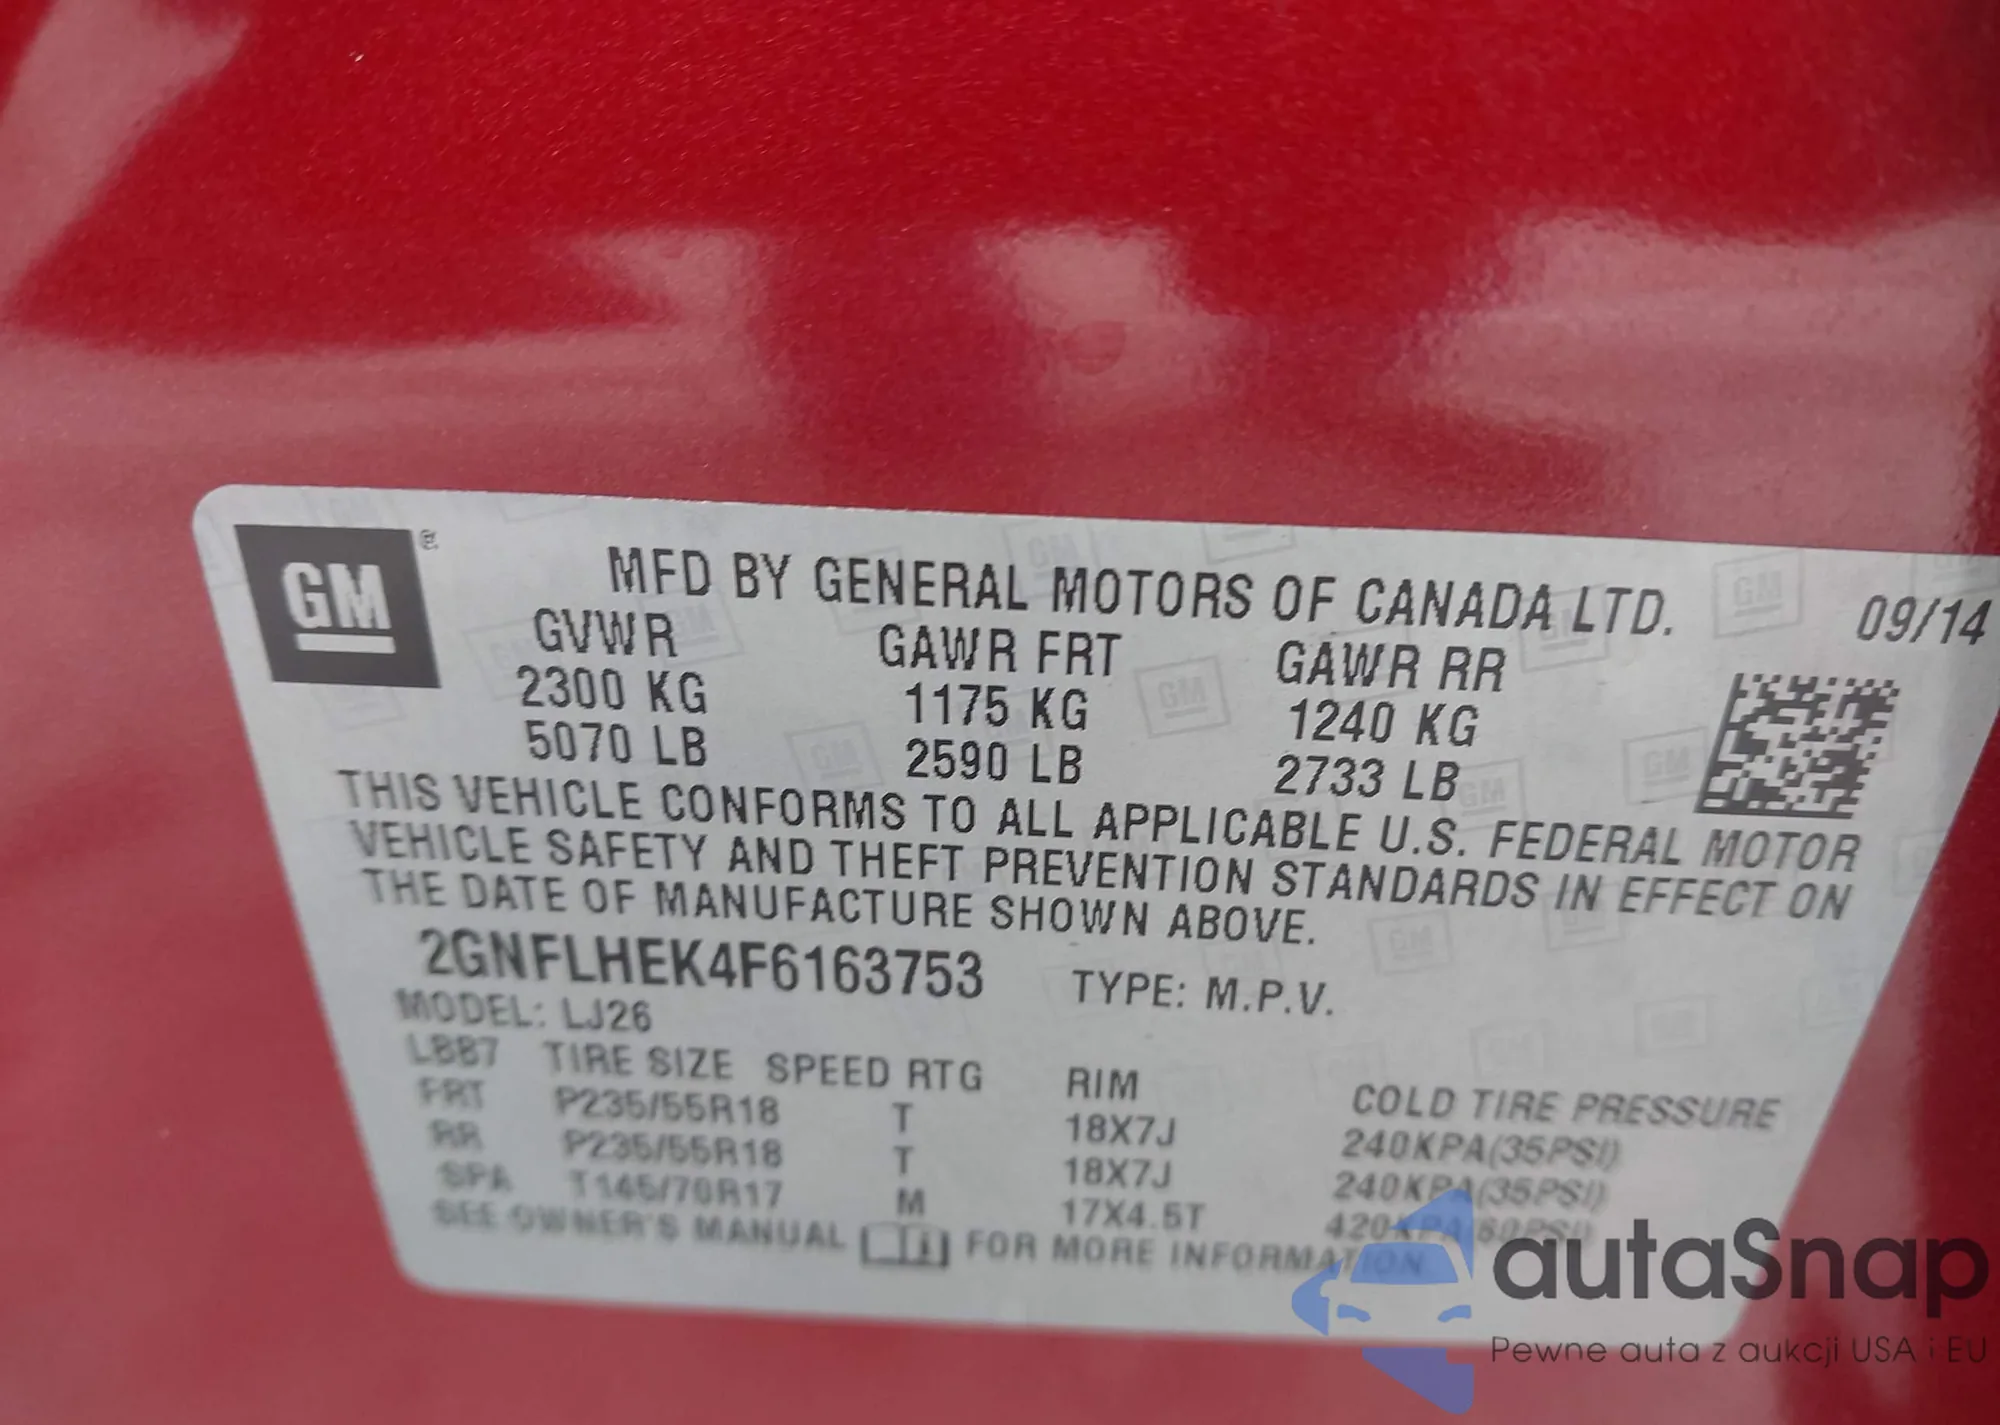 GM ®
MFD BY GENERAL MOTORS OF CANADA LTD.
09/14
GVWR GAWR FRT GAWR RR
2300 KG 1175 KG 1240 KG
5070 LB 2590 LB 2733 LB
THIS VEHICLE CONFORMS TO ALL APPLICABLE U.S. FEDERAL MOTOR
VEHICLE SAFETY AND THEFT PREVENTION STANDARDS IN EFFECT ON
THE DATE OF MANUFACTURE SHOWN ABOVE.
2GNFLHEK4F6163753 TYPE: M.P.V.
MODEL: LJ26
TIRE SIZE SPEED RTG RIM COLD TIRE PRESSURE
FRT P235/55R18 T 18X7J 240KPA(35PSI)
RR P235/55R18 T 18X7J 240KPA(35PSI)
SPA T145/70R17 M 17X4.5T 420KPA(60PSI)
SEE OWNER'S MANUAL FOR MORE INFORMATION
autaSnap
Pewne auta z aukcji USA i EU